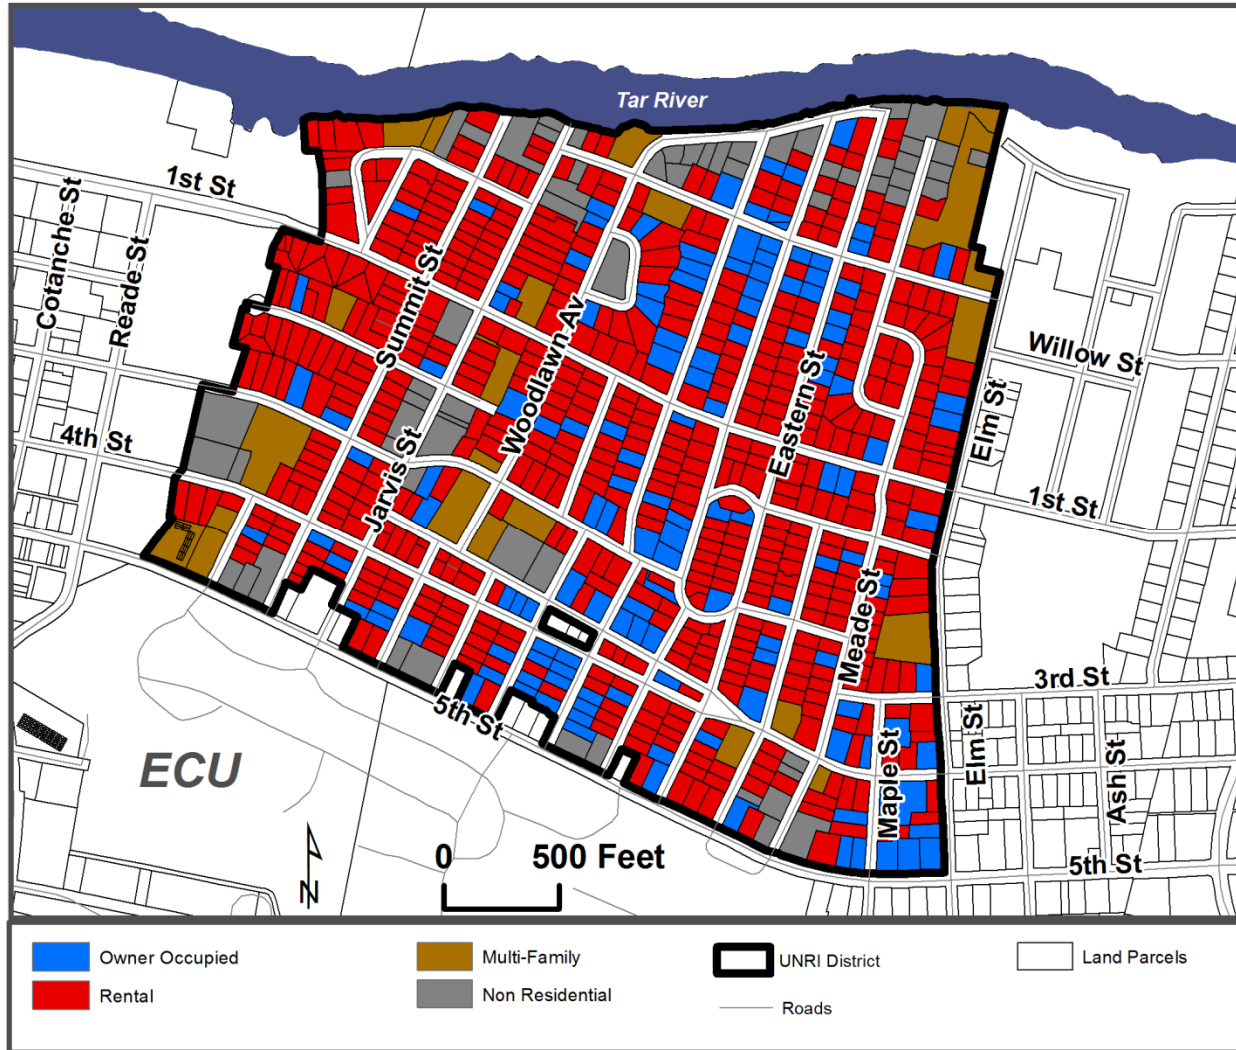 Tar River
1st St
Cotanche St
Reade St
Summit St
Woodlawn Av
Willow St
Eastern St
Elm St
4th St
Jarvis St
1st St
Meade St
3rd St
5th St
Elm St
Maple St
Ash St
ECU
0 500 Feet
5th St
N
Owner Occupied
Multi-Family
UNRI District
Land Parcels
Rental
Non Residential
Roads